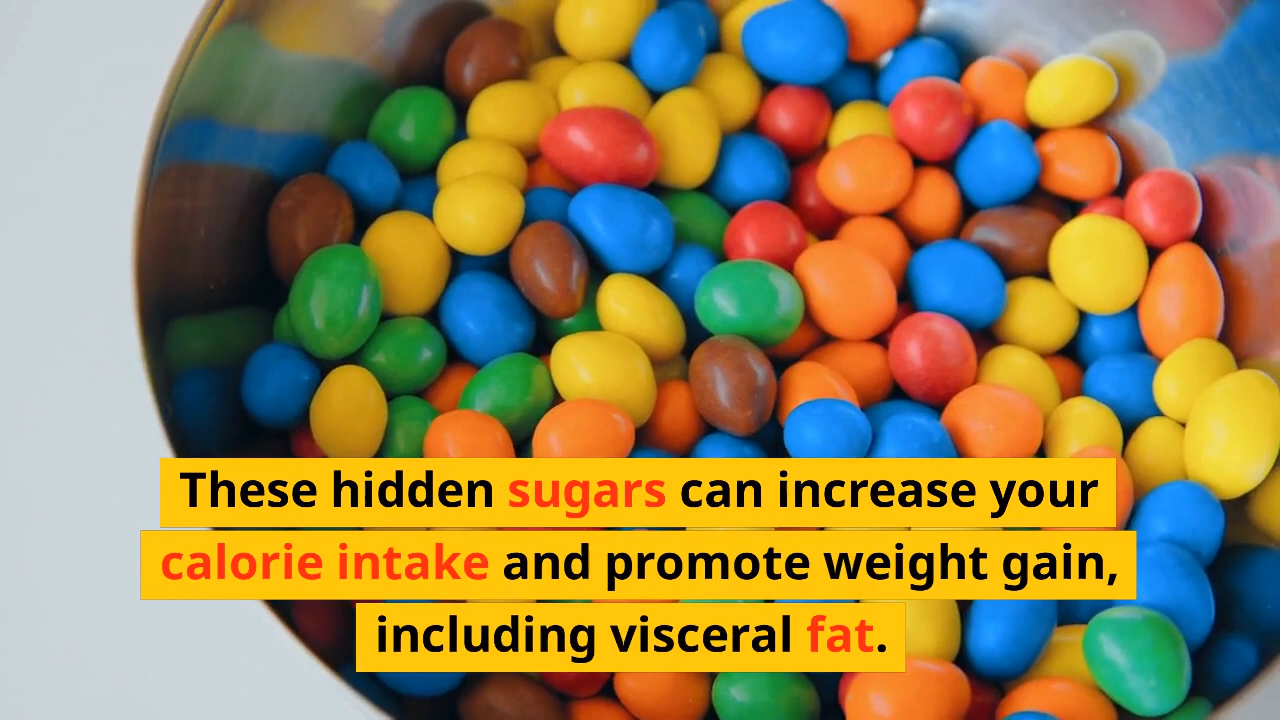 These hidden sugars can increase your
calorie intake and promote weight gain,
including visceral fat.